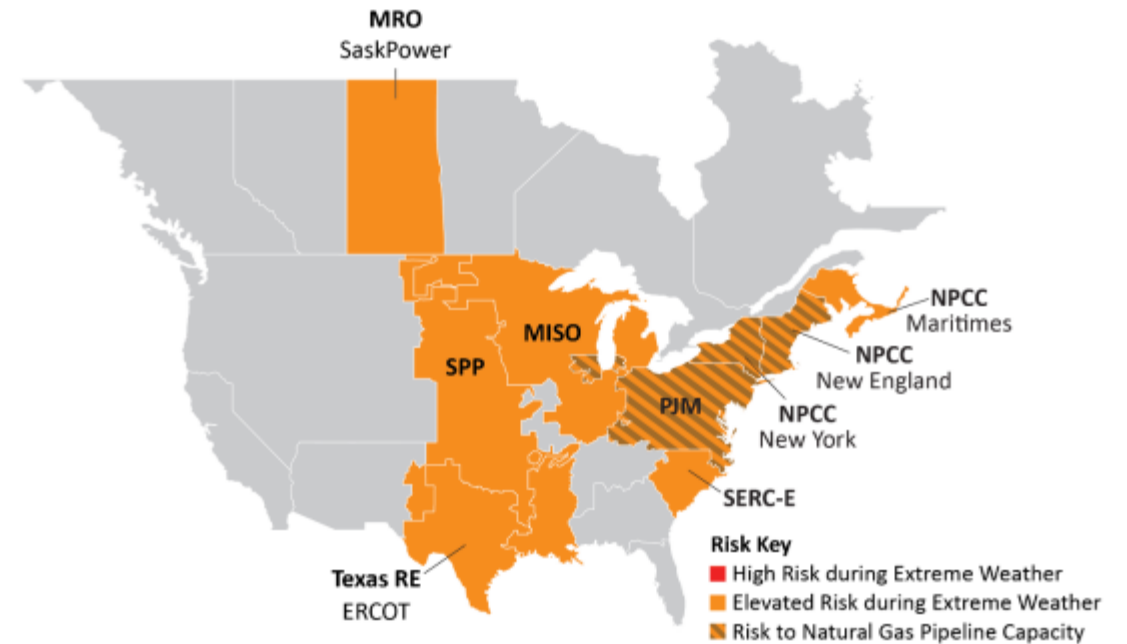 MRO
SaskPower
MISO
SPP
PJM
NPCC
Maritimes
NPCC
New England
NPCC
New York
SERC-E
Texas RE
ERCOT
Risk Key
High Risk during Extreme Weather
Elevated Risk during Extreme Weather
Risk to Natural Gas Pipeline Capacity